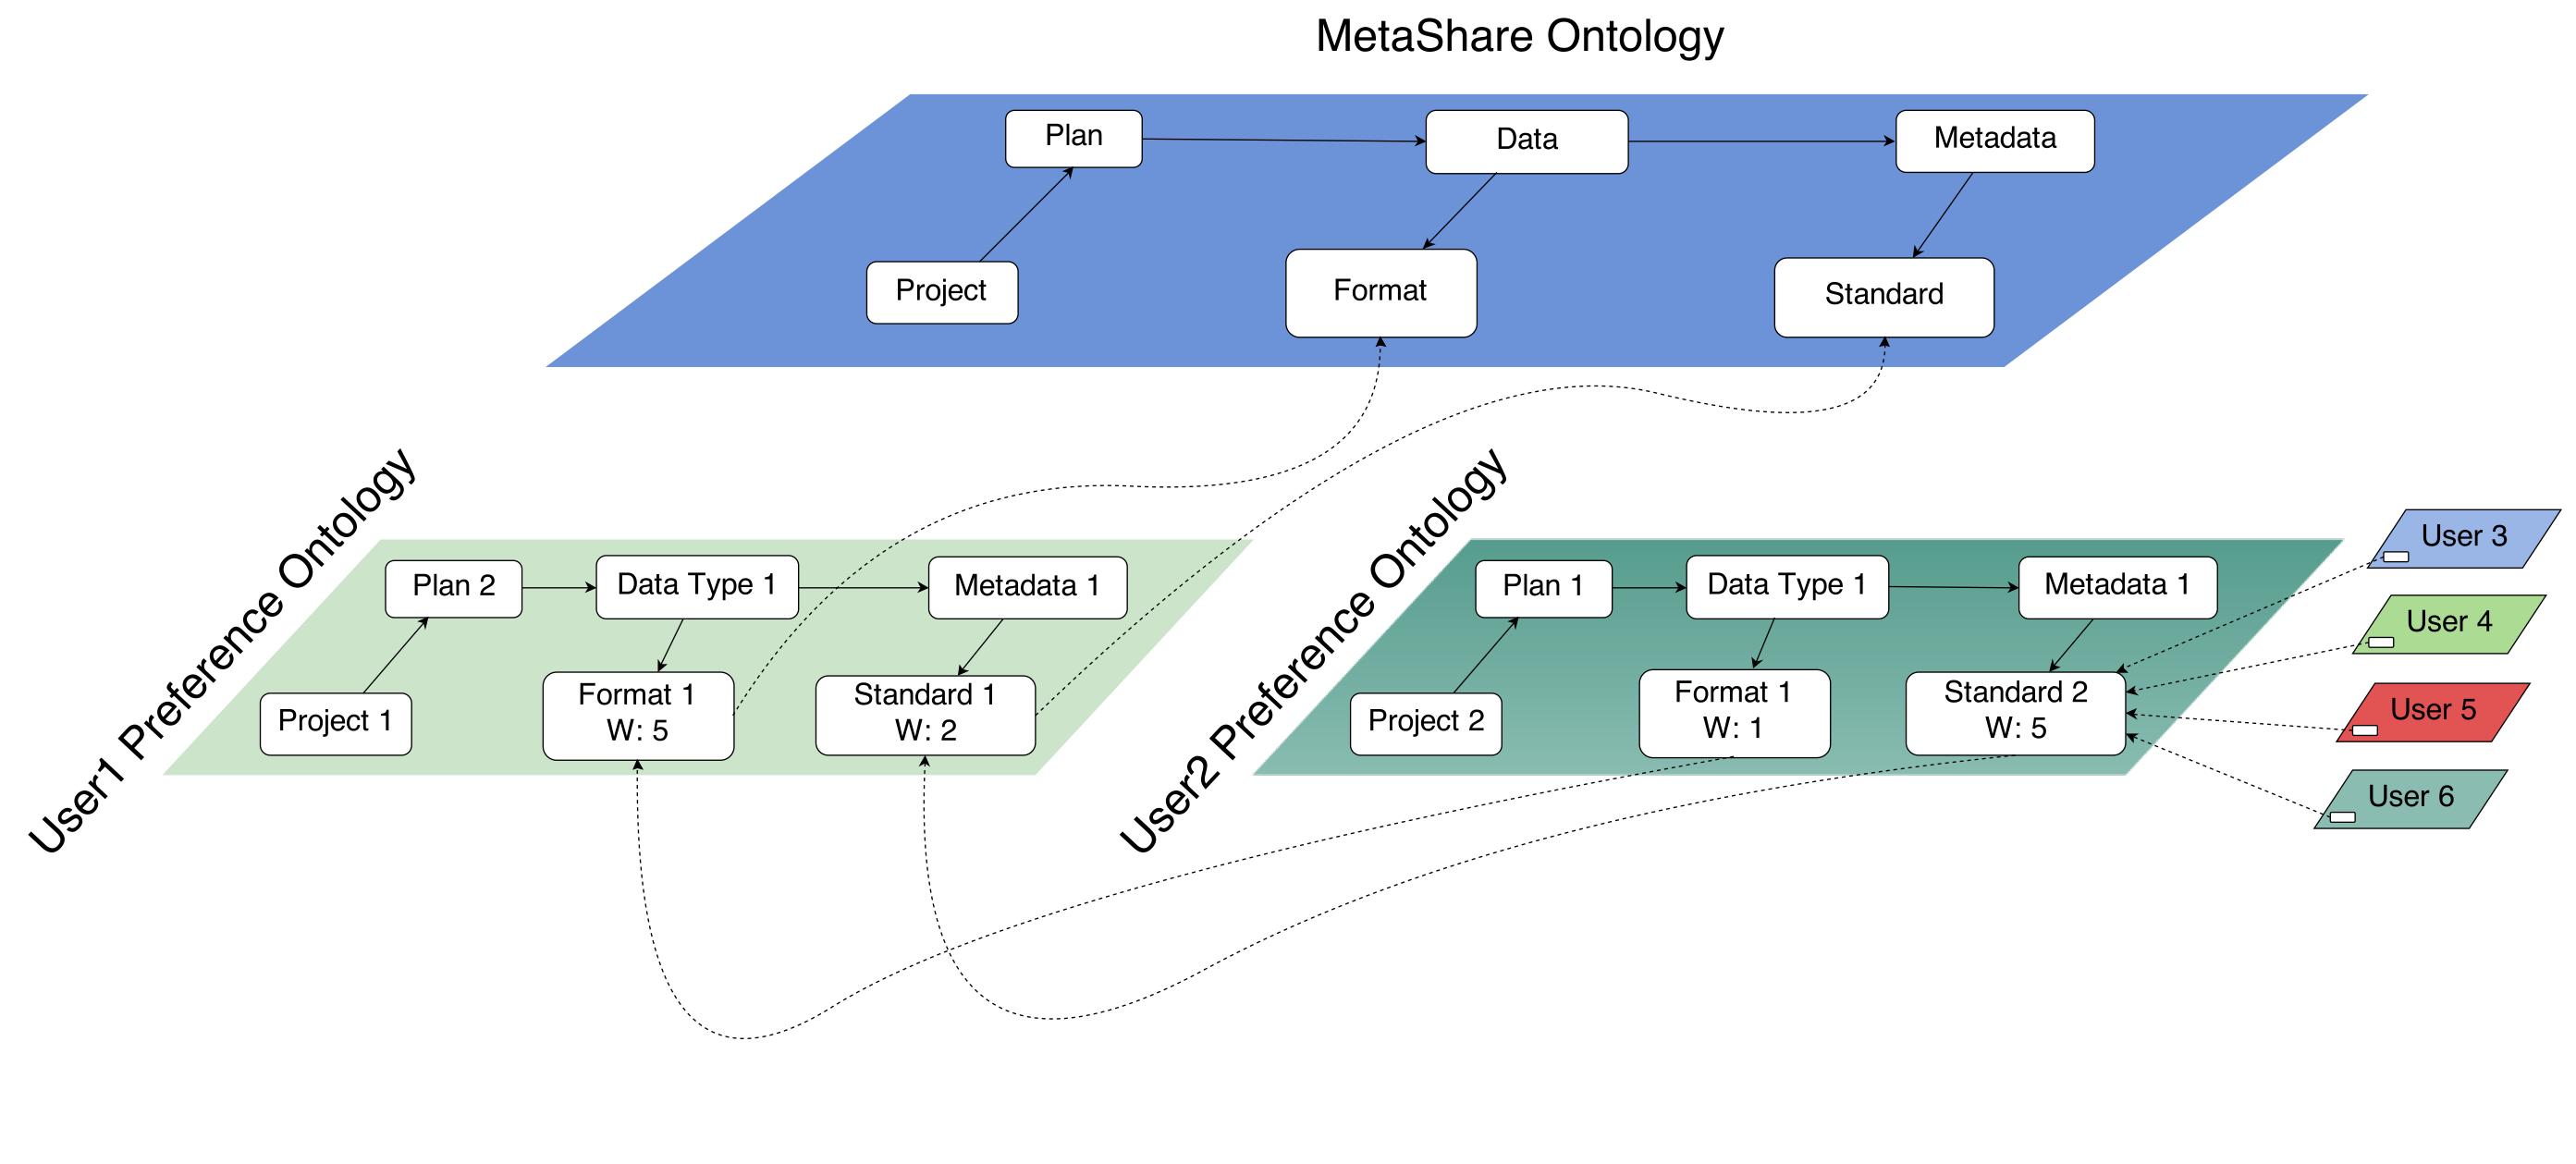 MetaShare Ontology
Plan
Data
Metadata
Project
Format
Standard
User1 Preference Ontology
Plan 2
Data Type 1
Metadata 1
Project 1
Format 1
W: 5
Standard 1
W: 2
User2 Preference Ontology
Plan 1
Data Type 1
Metadata 1
Project 2
Format 1
W: 1
Standard 2
W: 5
User 3
User 4
User 5
User 6